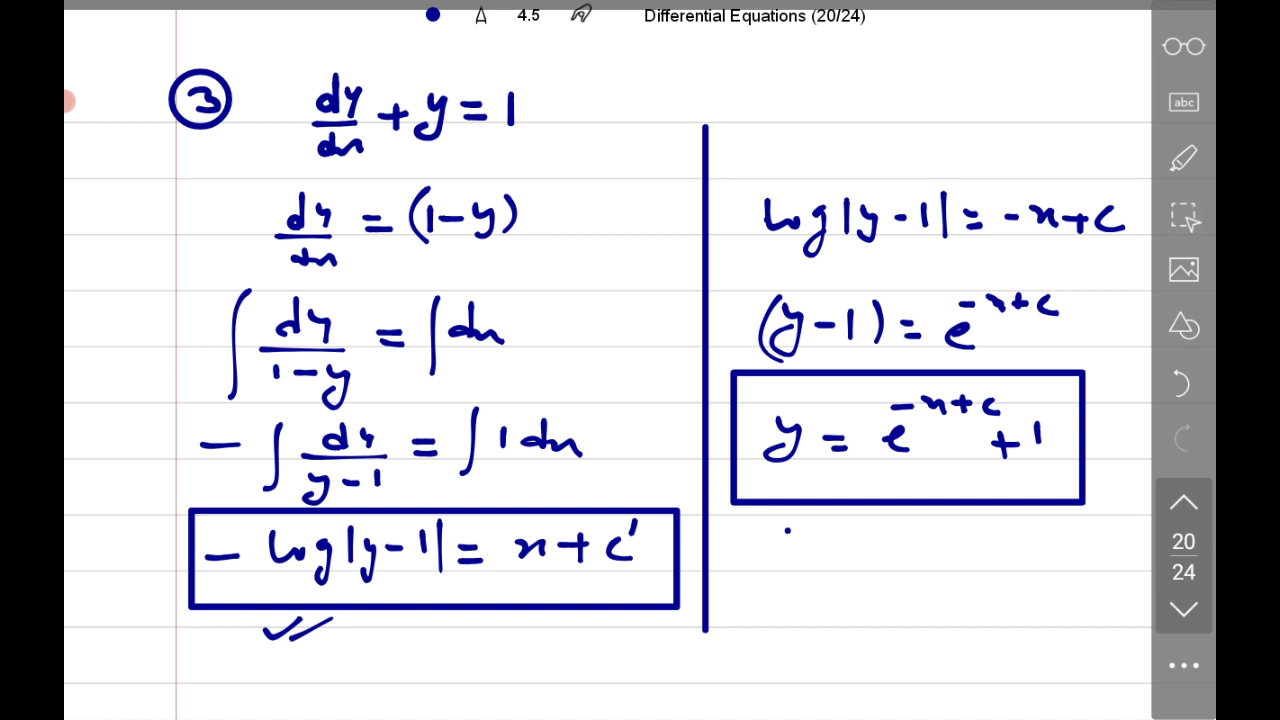 4.5 Differential Equations (20/24)
abc
③ dy/dx + y = 1
dy/dx = (1-y)
∫ dy/1-y = ∫ dx
- ∫ dy/y-1 = ∫ 1 dx
- log|y-1| = x + c'
log|y-1| = -x+c
(y-1) = e^-x+c
y = e^-x+c + 1
20
24